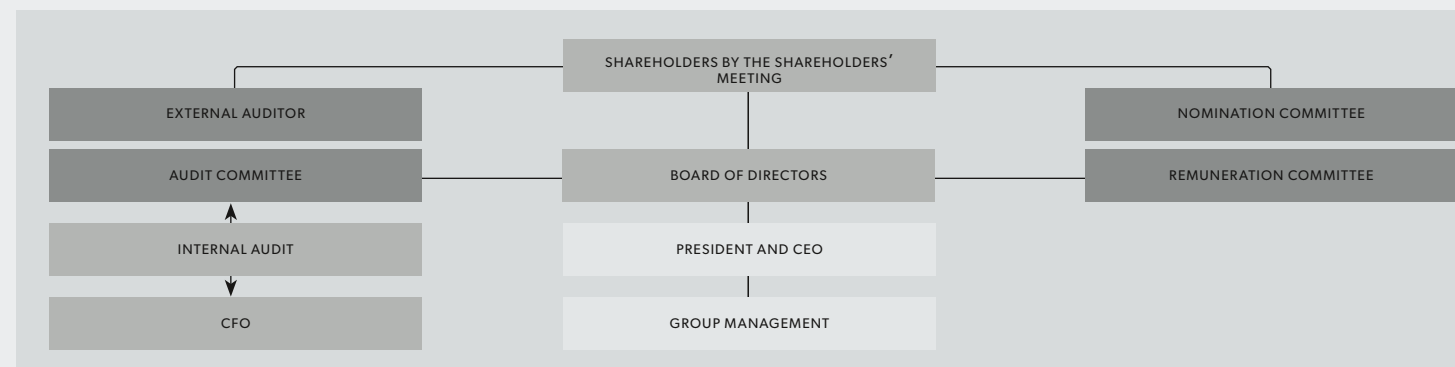 SHAREHOLDERS BY THE SHAREHOLDERS’
MEETING
EXTERNAL AUDITOR
NOMINATION COMMITTEE
AUDIT COMMITTEE
BOARD OF DIRECTORS
REMUNERATION COMMITTEE
INTERNAL AUDIT
PRESIDENT AND CEO
CFO
GROUP MANAGEMENT